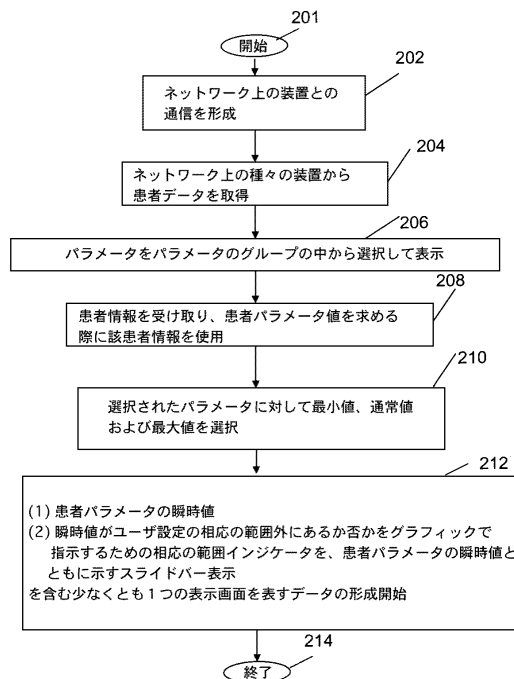 201
開始
202
ネットワーク上の装置との
通信を形成
204
ネットワーク上の種々の装置から
患者データを取得
206
パラメータをパラメータのグループの中から選択して表示
208
患者情報を受け取り、患者パラメータ値を求める
際に該患者情報を使用
210
選択されたパラメータに対して最小値、通常値
および最大値を選択
212
(1) 患者パラメータの瞬時値
(2) 瞬時値がユーザ設定の相応の範囲外にあるか否かをグラフィックで
指示するための相応の範囲インジケータを、患者パラメータの瞬時値と
ともに示すスライドバー表示
を含む少なくとも1つの表示画面を表すデータの形成開始
214
終了